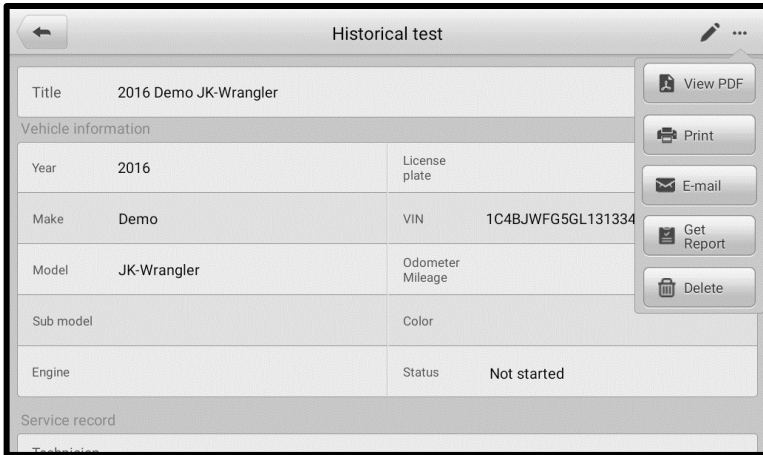 Historical test
View PDF
Title 2016 Demo JK-Wrangler
Vehicle information
Print
Year 2016 License
plate
E-mail
Make Demo VIN 1C4BJWFG5GL131334
Get
Report
Model JK-Wrangler Odometer
Mileage
Delete
Sub model Color
Engine Status Not started
Service record
Technician